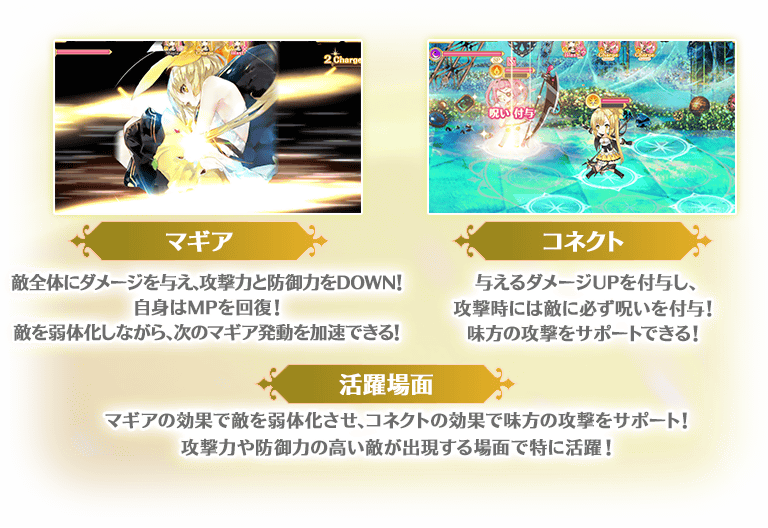 2 Charge
呪い 付与
マギア
敵全体にダメージを与え、攻撃力と防御力をDOWN!
自身はMPを回復!
敵を弱体化しながら、次のマギア発動を加速できる!
コネクト
与えるダメージUPを付与し、
攻撃時には敵に必ず呪いを付与!
味方の攻撃をサポートできる!
活躍場面
マギアの効果で敵を弱体化させ、コネクトの効果で味方の攻撃をサポート!
攻撃力や防御力の高い敵が出現する場面で特に活躍!